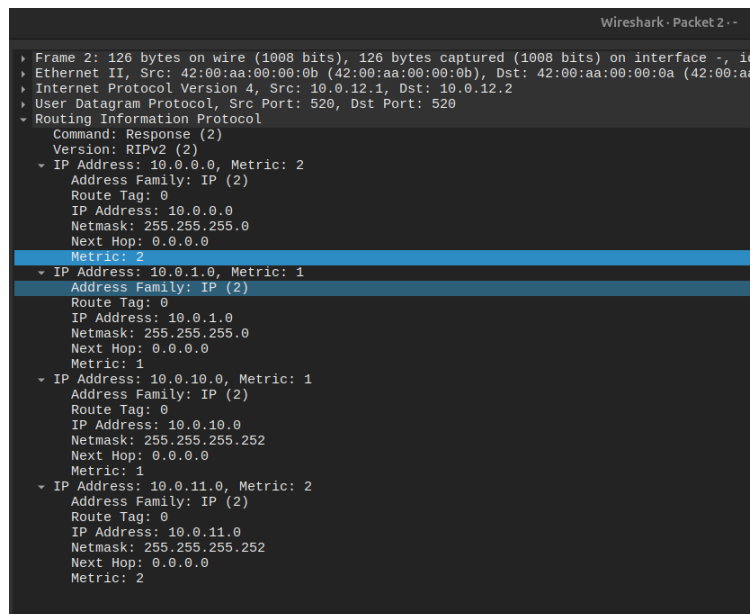 Wireshark · Packet 2 · -
Frame 2: 126 bytes on wire (1008 bits), 126 bytes captured (1008 bits) on interface -, id
Ethernet II, Src: 42:00:aa:00:00:0b (42:00:aa:00:00:0b), Dst: 42:00:aa:00:00:0a (42:00:aa
Internet Protocol Version 4, Src: 10.0.12.1, Dst: 10.0.12.2
User Datagram Protocol, Src Port: 520, Dst Port: 520
Routing Information Protocol
Command: Response (2)
Version: RIPv2 (2)
IP Address: 10.0.0.0, Metric: 2
Address Family: IP (2)
Route Tag: 0
IP Address: 10.0.0.0
Netmask: 255.255.255.0
Next Hop: 0.0.0.0
Metric: 2
IP Address: 10.0.1.0, Metric: 1
Address Family: IP (2)
Route Tag: 0
IP Address: 10.0.1.0
Netmask: 255.255.255.0
Next Hop: 0.0.0.0
Metric: 1
IP Address: 10.0.10.0, Metric: 1
Address Family: IP (2)
Route Tag: 0
IP Address: 10.0.10.0
Netmask: 255.255.255.252
Next Hop: 0.0.0.0
Metric: 1
IP Address: 10.0.11.0, Metric: 2
Address Family: IP (2)
Route Tag: 0
IP Address: 10.0.11.0
Netmask: 255.255.255.252
Next Hop: 0.0.0.0
Metric: 2